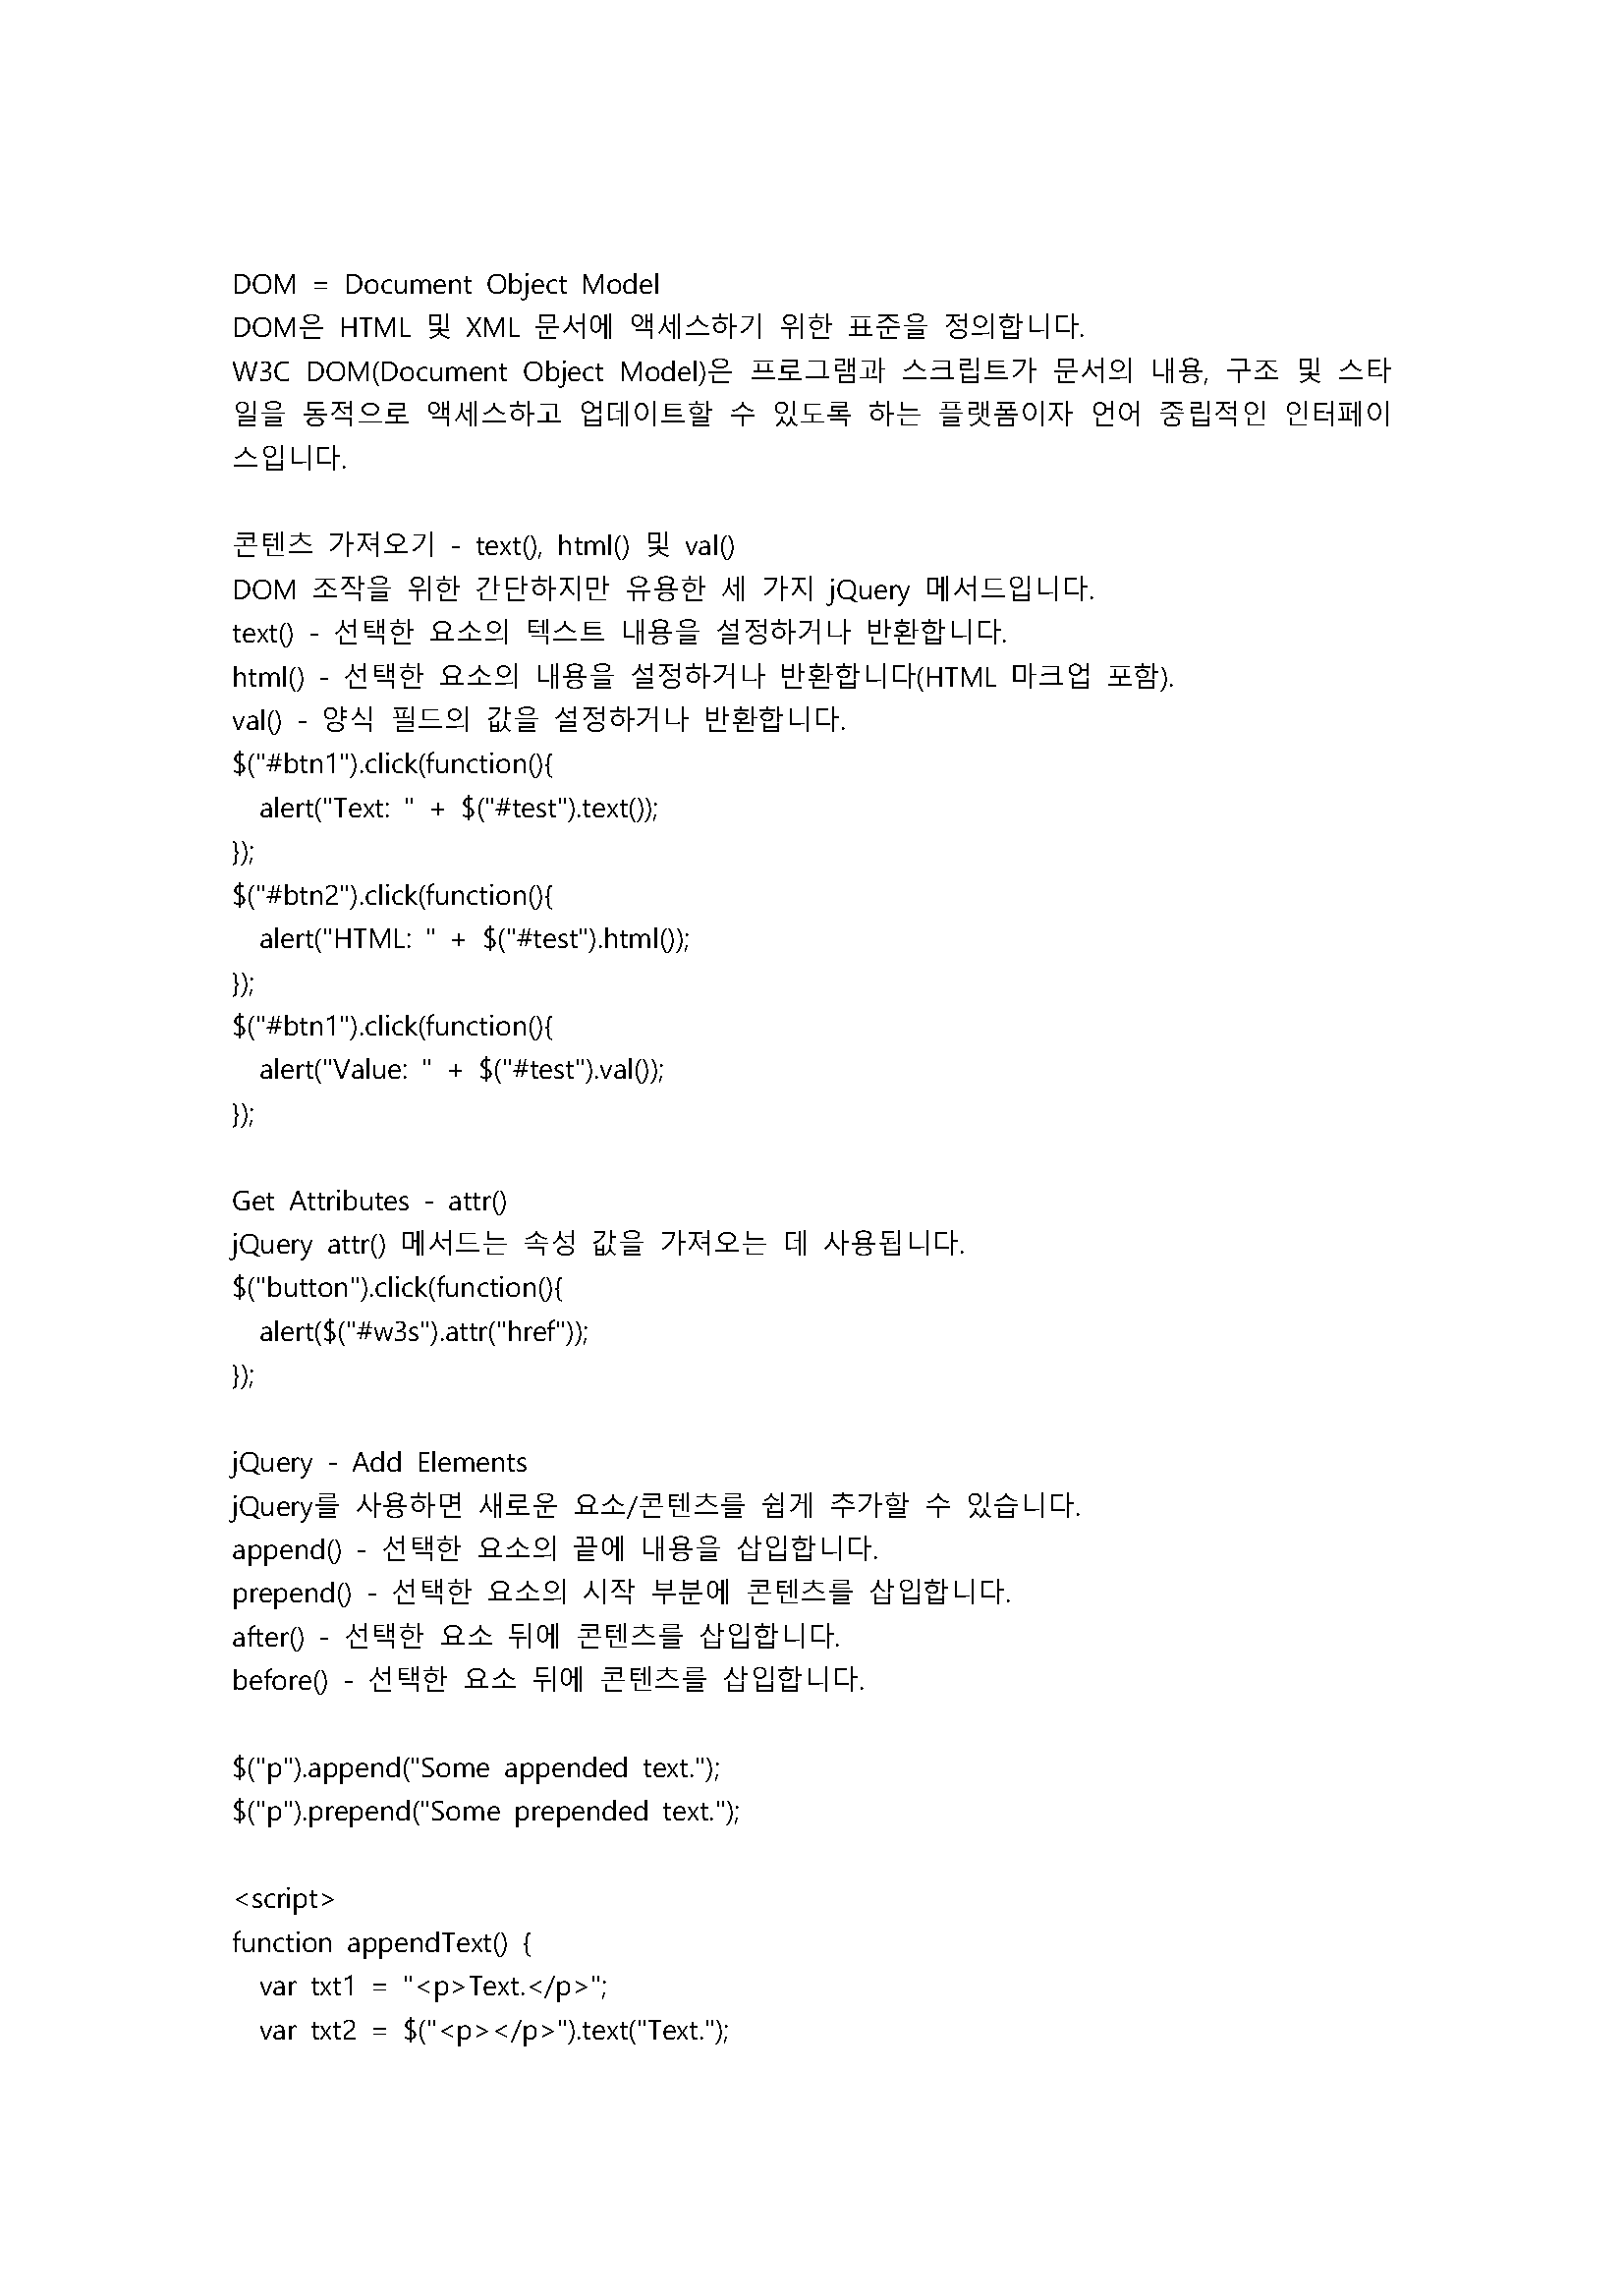 DOM = Document Object Model
DOM은 HTML 및 XML 문서에 액세스하기 위한 표준을 정의합니다.
W3C DOM(Document Object Model)은 프로그램과 스크립트가 문서의 내용, 구조 및 스타
일을 동적으로 액세스하고 업데이트할 수 있도록 하는 플랫폼이자 언어 중립적인 인터페이
스입니다.

콘텐츠 가져오기 - text(), html() 및 val()
DOM 조작을 위한 간단하지만 유용한 세 가지 jQuery 메서드입니다.
text() - 선택한 요소의 텍스트 내용을 설정하거나 반환합니다.
html() - 선택한 요소의 내용을 설정하거나 반환합니다(HTML 마크업 포함).
val() - 양식 필드의 값을 설정하거나 반환합니다.
$("#btn1").click(function(){
  alert("Text: " + $("#test").text());
});
$("#btn2").click(function(){
  alert("HTML: " + $("#test").html());
});
$("#btn1").click(function(){
  alert("Value: " + $("#test").val());
});

Get Attributes - attr()
jQuery attr() 메서드는 속성 값을 가져오는 데 사용됩니다.
$("button").click(function(){
  alert($("#w3s").attr("href"));
});

jQuery - Add Elements
jQuery를 사용하면 새로운 요소/콘텐츠를 쉽게 추가할 수 있습니다.
append() - 선택한 요소의 끝에 내용을 삽입합니다.
prepend() - 선택한 요소의 시작 부분에 콘텐츠를 삽입합니다.
after() - 선택한 요소 뒤에 콘텐츠를 삽입합니다.
before() - 선택한 요소 뒤에 콘텐츠를 삽입합니다.

$("p").append("Some appended text.");
$("p").prepend("Some prepended text.");

<script>
function appendText() {
  var txt1 = "<p>Text.</p>";
  var txt2 = $("<p></p>").text("Text.");